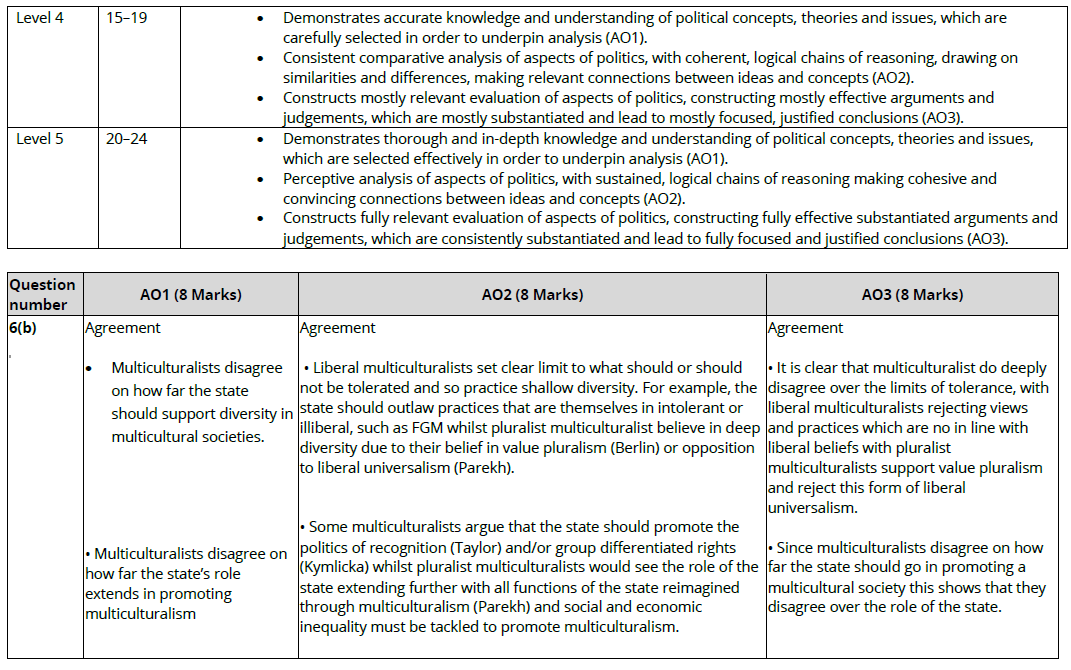 Level 4
15–19
• Demonstrates accurate knowledge and understanding of political concepts, theories and issues, which are
carefully selected in order to underpin analysis (AO1).
• Consistent comparative analysis of aspects of politics, with coherent, logical chains of reasoning, drawing on
similarities and differences, making relevant connections between ideas and concepts (AO2).
• Constructs mostly relevant evaluation of aspects of politics, constructing mostly effective arguments and
judgements, which are mostly substantiated and lead to mostly focused, justified conclusions (AO3).
Level 5
20–24
• Demonstrates thorough and in-depth knowledge and understanding of political concepts, theories and issues,
which are selected effectively in order to underpin analysis (AO1).
• Perceptive analysis of aspects of politics, with sustained, logical chains of reasoning making cohesive and
convincing connections between ideas and concepts (AO2).
• Constructs fully relevant evaluation of aspects of politics, constructing fully effective substantiated arguments and
judgements, which are consistently substantiated and lead to fully focused and justified conclusions (AO3).
Question
number
AO1 (8 Marks)
AO2 (8 Marks)
AO3 (8 Marks)
6(b)
Agreement
• Multiculturalists disagree
on how far the state
should support diversity in
multicultural societies.
• Multiculturalists disagree on
how far the state's role
extends in promoting
multiculturalism
Agreement
• Liberal multiculturalists set clear limit to what should or should
not be tolerated and so practice shallow diversity. For example, the
state should outlaw practices that are themselves in intolerant or
illiberal, such as FGM whilst pluralist multiculturalist believe in deep
diversity due to their belief in value pluralism (Berlin) or opposition
to liberal universalism (Parekh).
• Some multiculturalists argue that the state should promote the
politics of recognition (Taylor) and/or group differentiated rights
(Kymlicka) whilst pluralist multiculturalists would see the role of the
state extending further with all functions of the state reimagined
through multiculturalism (Parekh) and social and economic
inequality must be tackled to promote multiculturalism.
Agreement
• It is clear that multiculturalist do deeply
disagree over the limits of tolerance, with
liberal multiculturalists rejecting views
and practices which are no in line with
liberal beliefs with pluralist
multiculturalists support value pluralism
and reject this form of liberal
universalism.
• Since multiculturalists disagree on how
far the state should go in promoting a
multicultural society this shows that they
disagree over the role of the state.